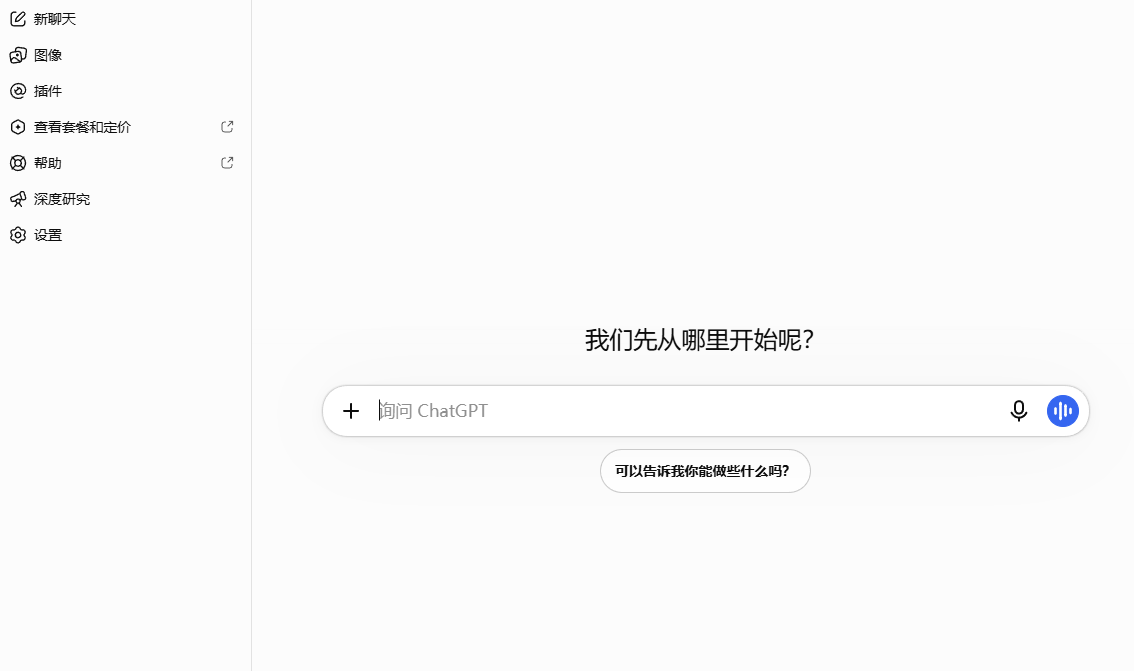 新聊天
图像
插件
查看套餐和定价
帮助
深度研究
设置
我们先从哪里开始呢？
询问 ChatGPT
可以告诉我你能做些什么吗？